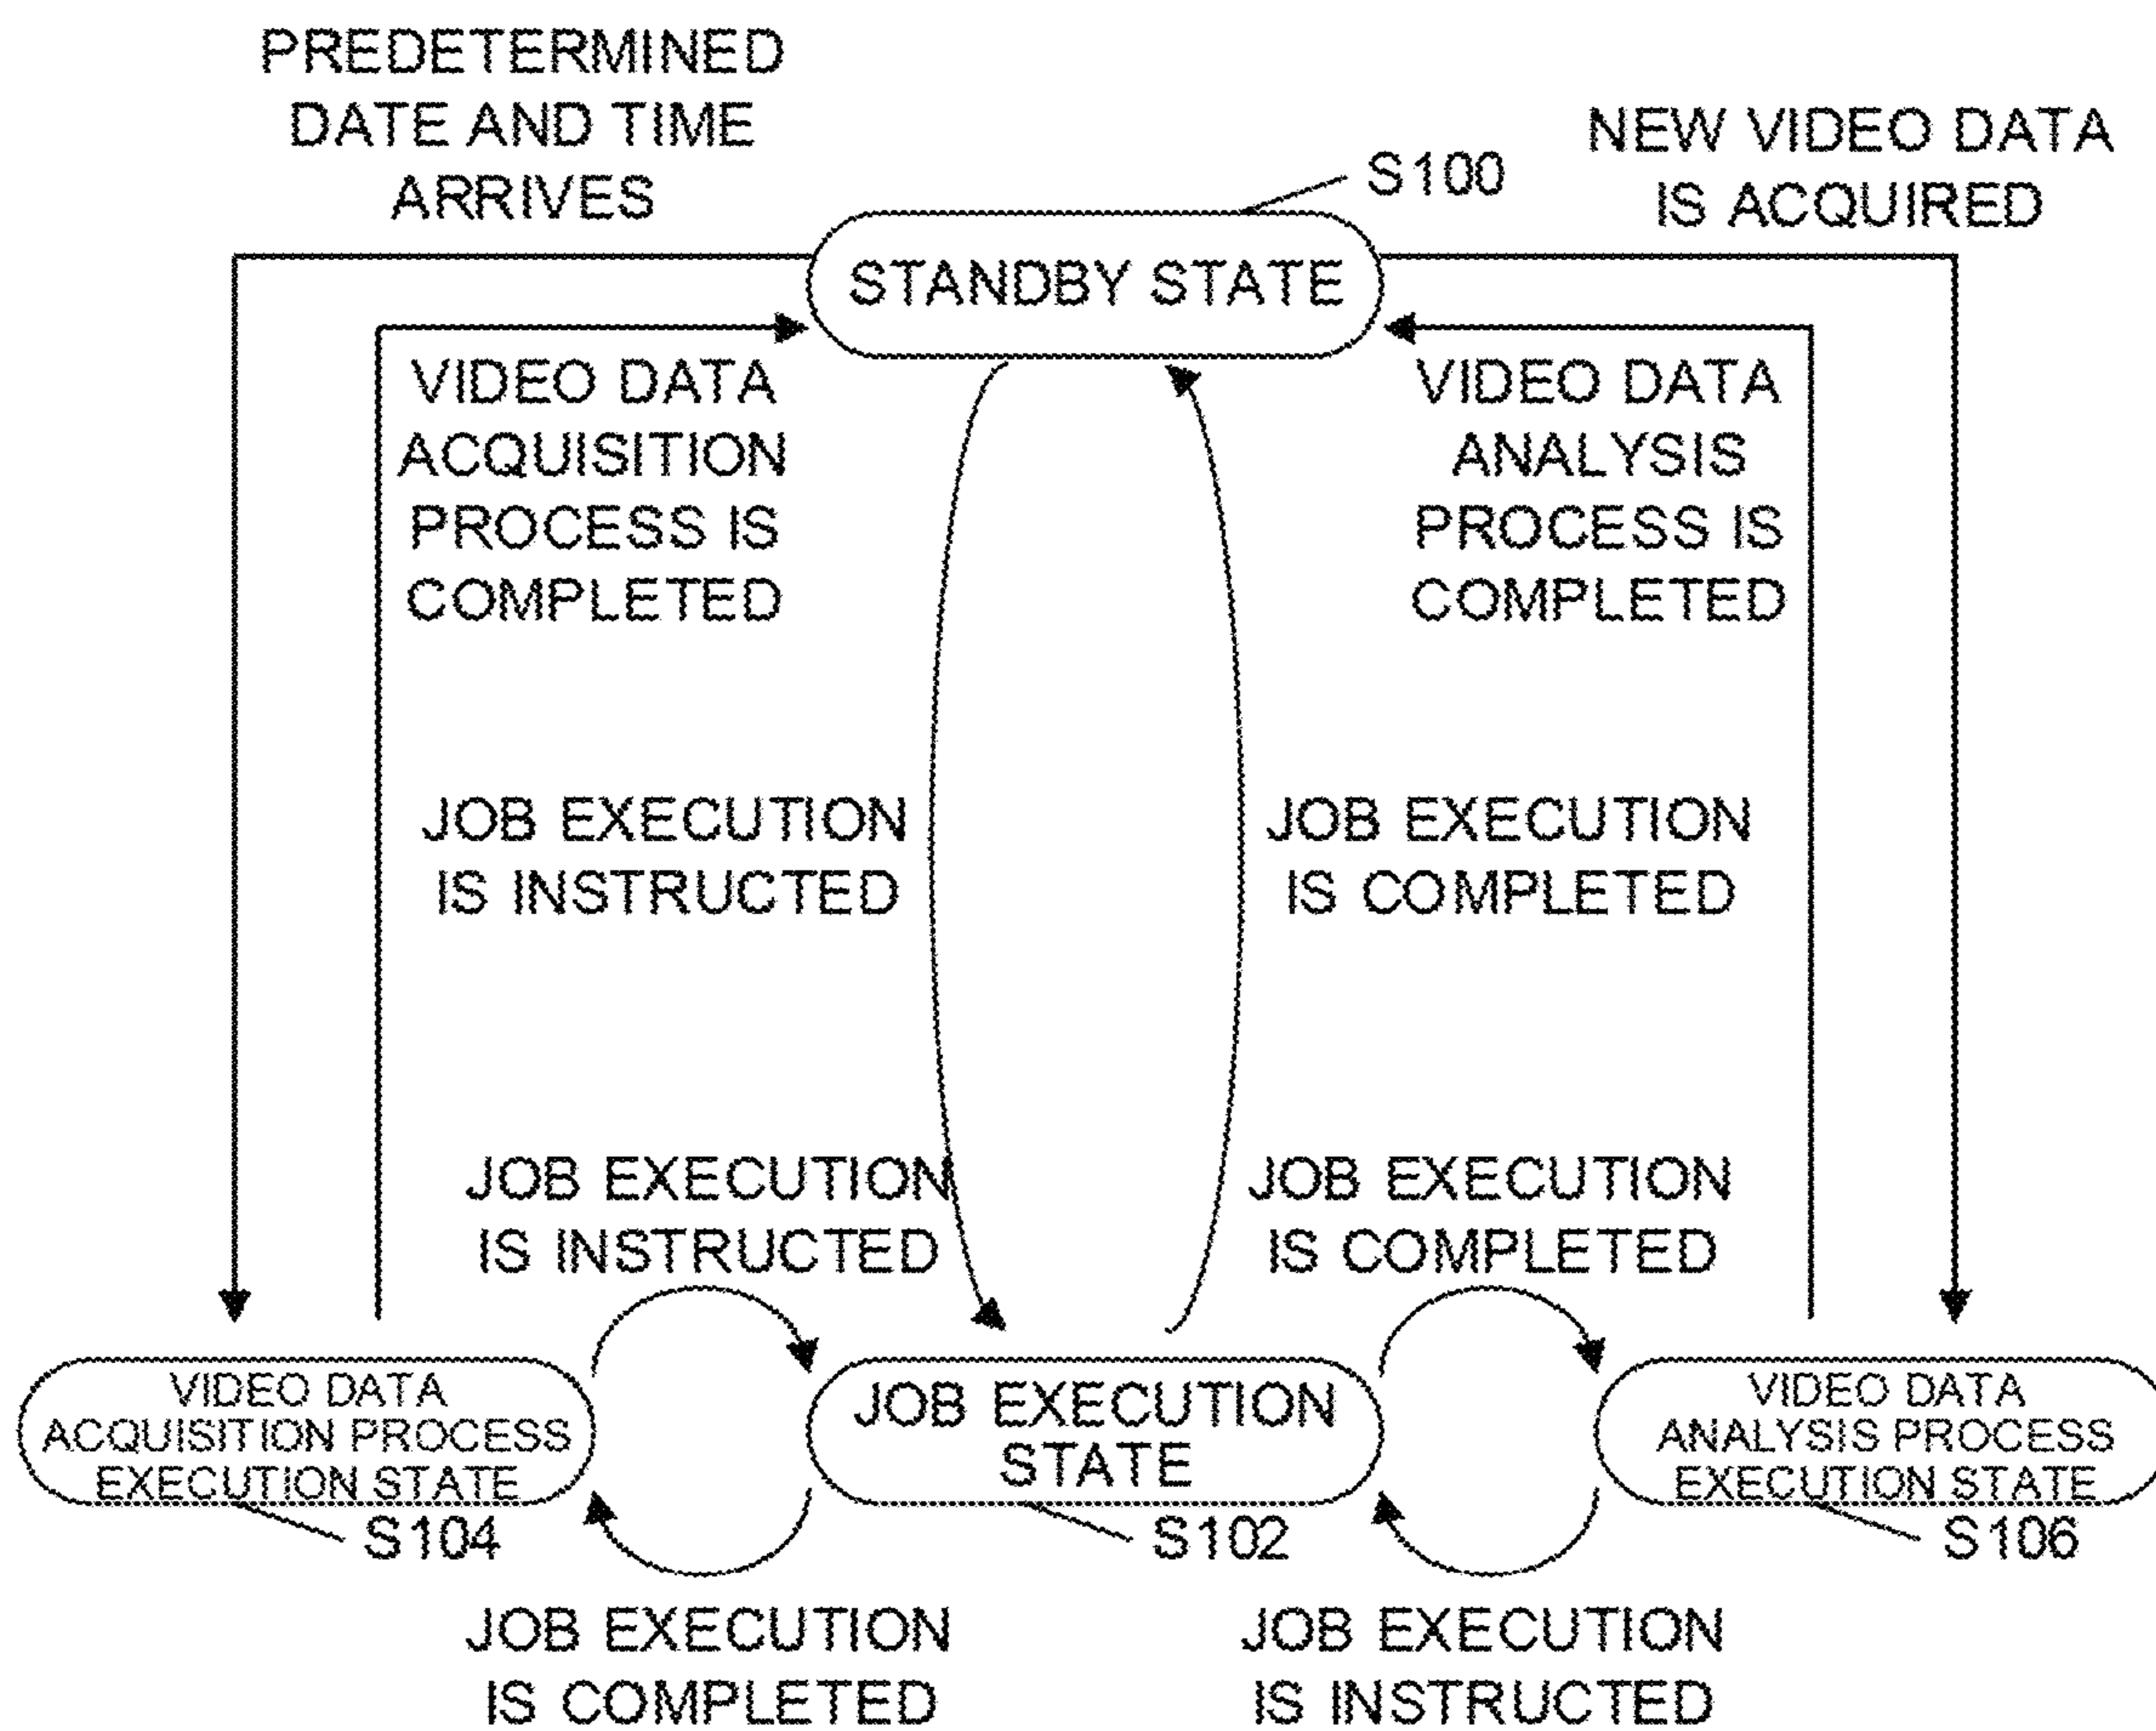 PREDETERMINED
DATE AND TIME
ARRIVES
NEW VIDEO DATA
IS ACQUIRED
S100
STANDBY STATE
VIDEO DATA
ACQUISITION
PROCESS IS
COMPLETED
VIDEO DATA
ANALYSIS
PROCESS IS
COMPLETED
JOB EXECUTION
IS INSTRUCTED
JOB EXECUTION
IS COMPLETED
JOB EXECUTION
IS INSTRUCTED
JOB EXECUTION
IS COMPLETED
VIDEO DATA
ACQUISITION PROCESS
EXECUTION STATE
S104
JOB EXECUTION
STATE
S102
VIDEO DATA
ANALYSIS PROCESS
EXECUTION STATE
S106
JOB EXECUTION
IS COMPLETED
JOB EXECUTION
IS INSTRUCTED